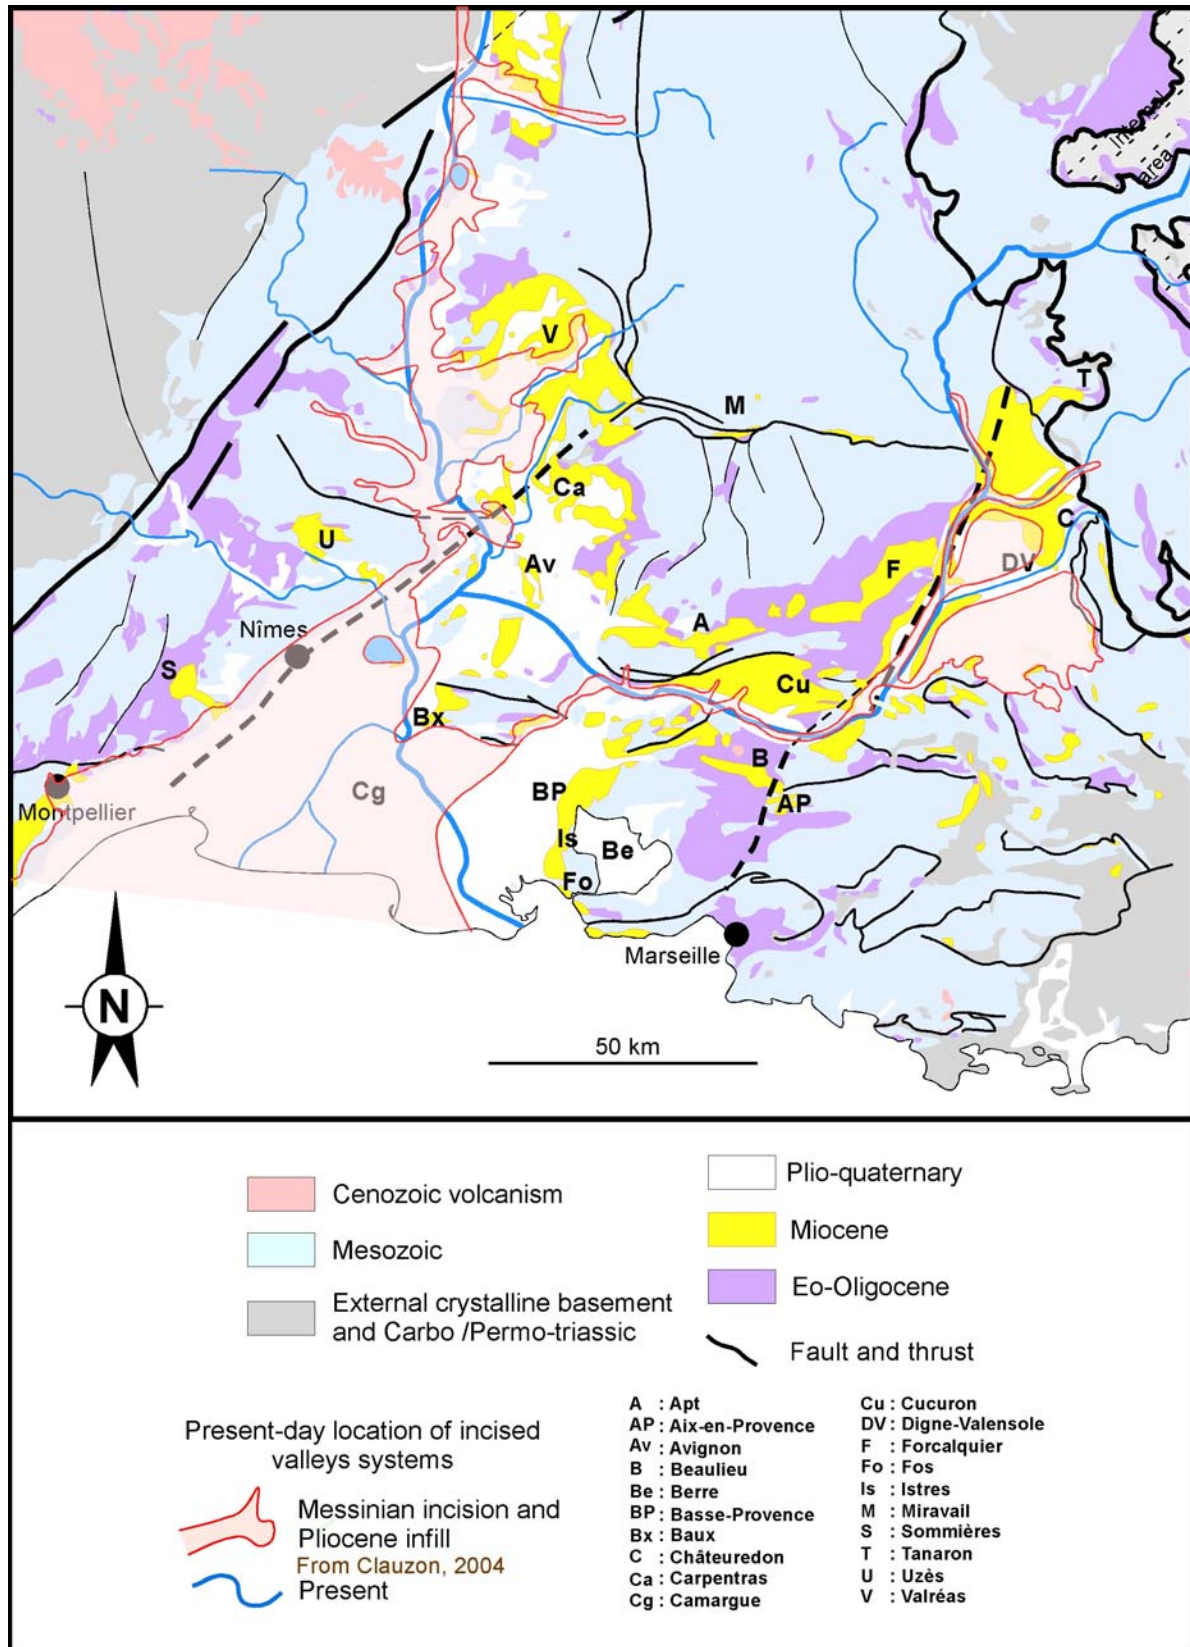 Internal
area
V
M
T
Ca
C
U
Av
F
DV
A
Nîmes
S
Cu
Bx
B
Cg
BP
AP
Montpellier
Is
Be
Fo
Marseille
N
50 km
Cenozoic volcanism
Mesozoic
External crystalline basement
and Carbo /Permo-triassic
Plio-quaternary
Miocene
Eo-Oligocene
Fault and thrust
Present-day location of incised
valleys systems
Messinian incision and
Pliocene infill
From Clauzon, 2004
Present
A : Apt
AP : Aix-en-Provence
Av : Avignon
B : Beaulieu
Be : Berre
BP : Basse-Provence
Bx : Baux
C : Châteuredon
Ca : Carpentras
Cg : Camargue
Cu : Cucuron
DV : Digne-Valensole
F : Forcalquier
Fo : Fos
Is : Istres
M : Miravail
S : Sommières
T : Tanaron
U : Uzès
V : Valréas